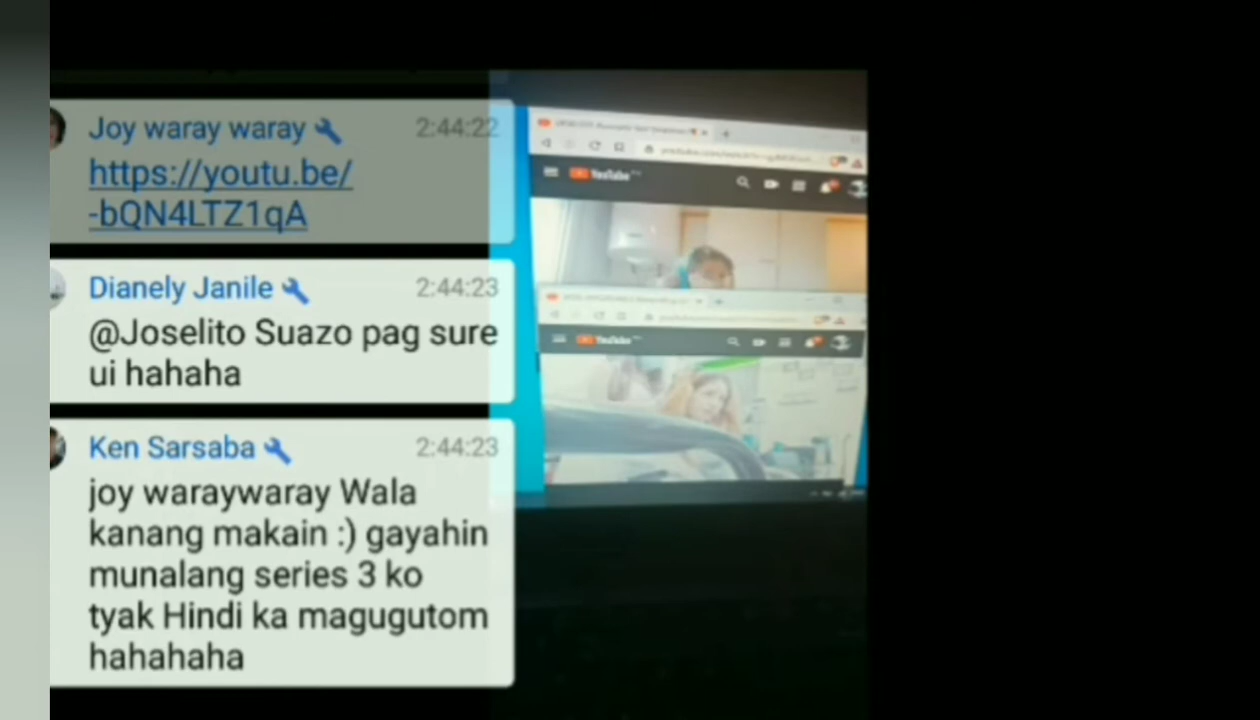 Joy waray waray 2:44:22
https://youtu.be/
-bQN4LTZ1qA
Dianely Janile 2:44:23
@Joselito Suazo pag sure
ui hahaha
Ken Sarsaba 2:44:23
joy waraywaray Wala
kanang makain :) gayahin
munalang series 3 ko
tyak Hindi ka magugutom
hahahaha
YouTube
YouTube